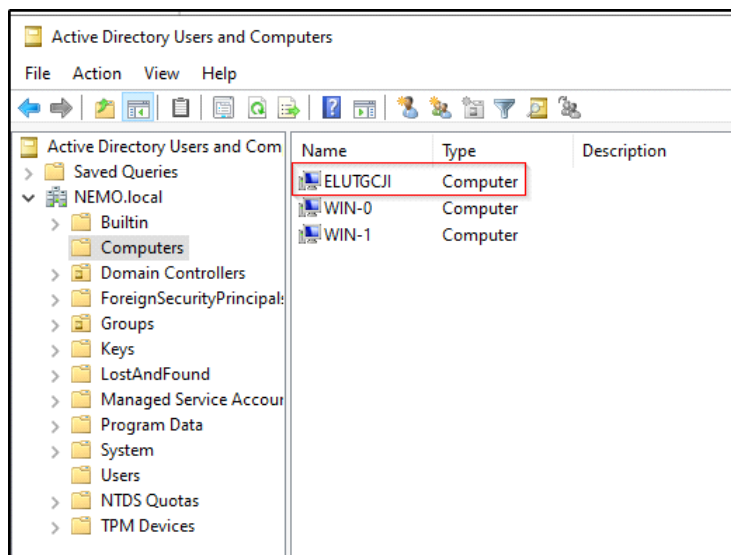 Active Directory Users and Computers
File Action View Help
Active Directory Users and Com
Saved Queries
NEMO.local
Builtin
Computers
Domain Controllers
ForeignSecurityPrincipals
Groups
Keys
LostAndFound
Managed Service Accour
Program Data
System
Users
NTDS Quotas
TPM Devices
Name Type Description
ELUTGCJI Computer
WIN-0 Computer
WIN-1 Computer